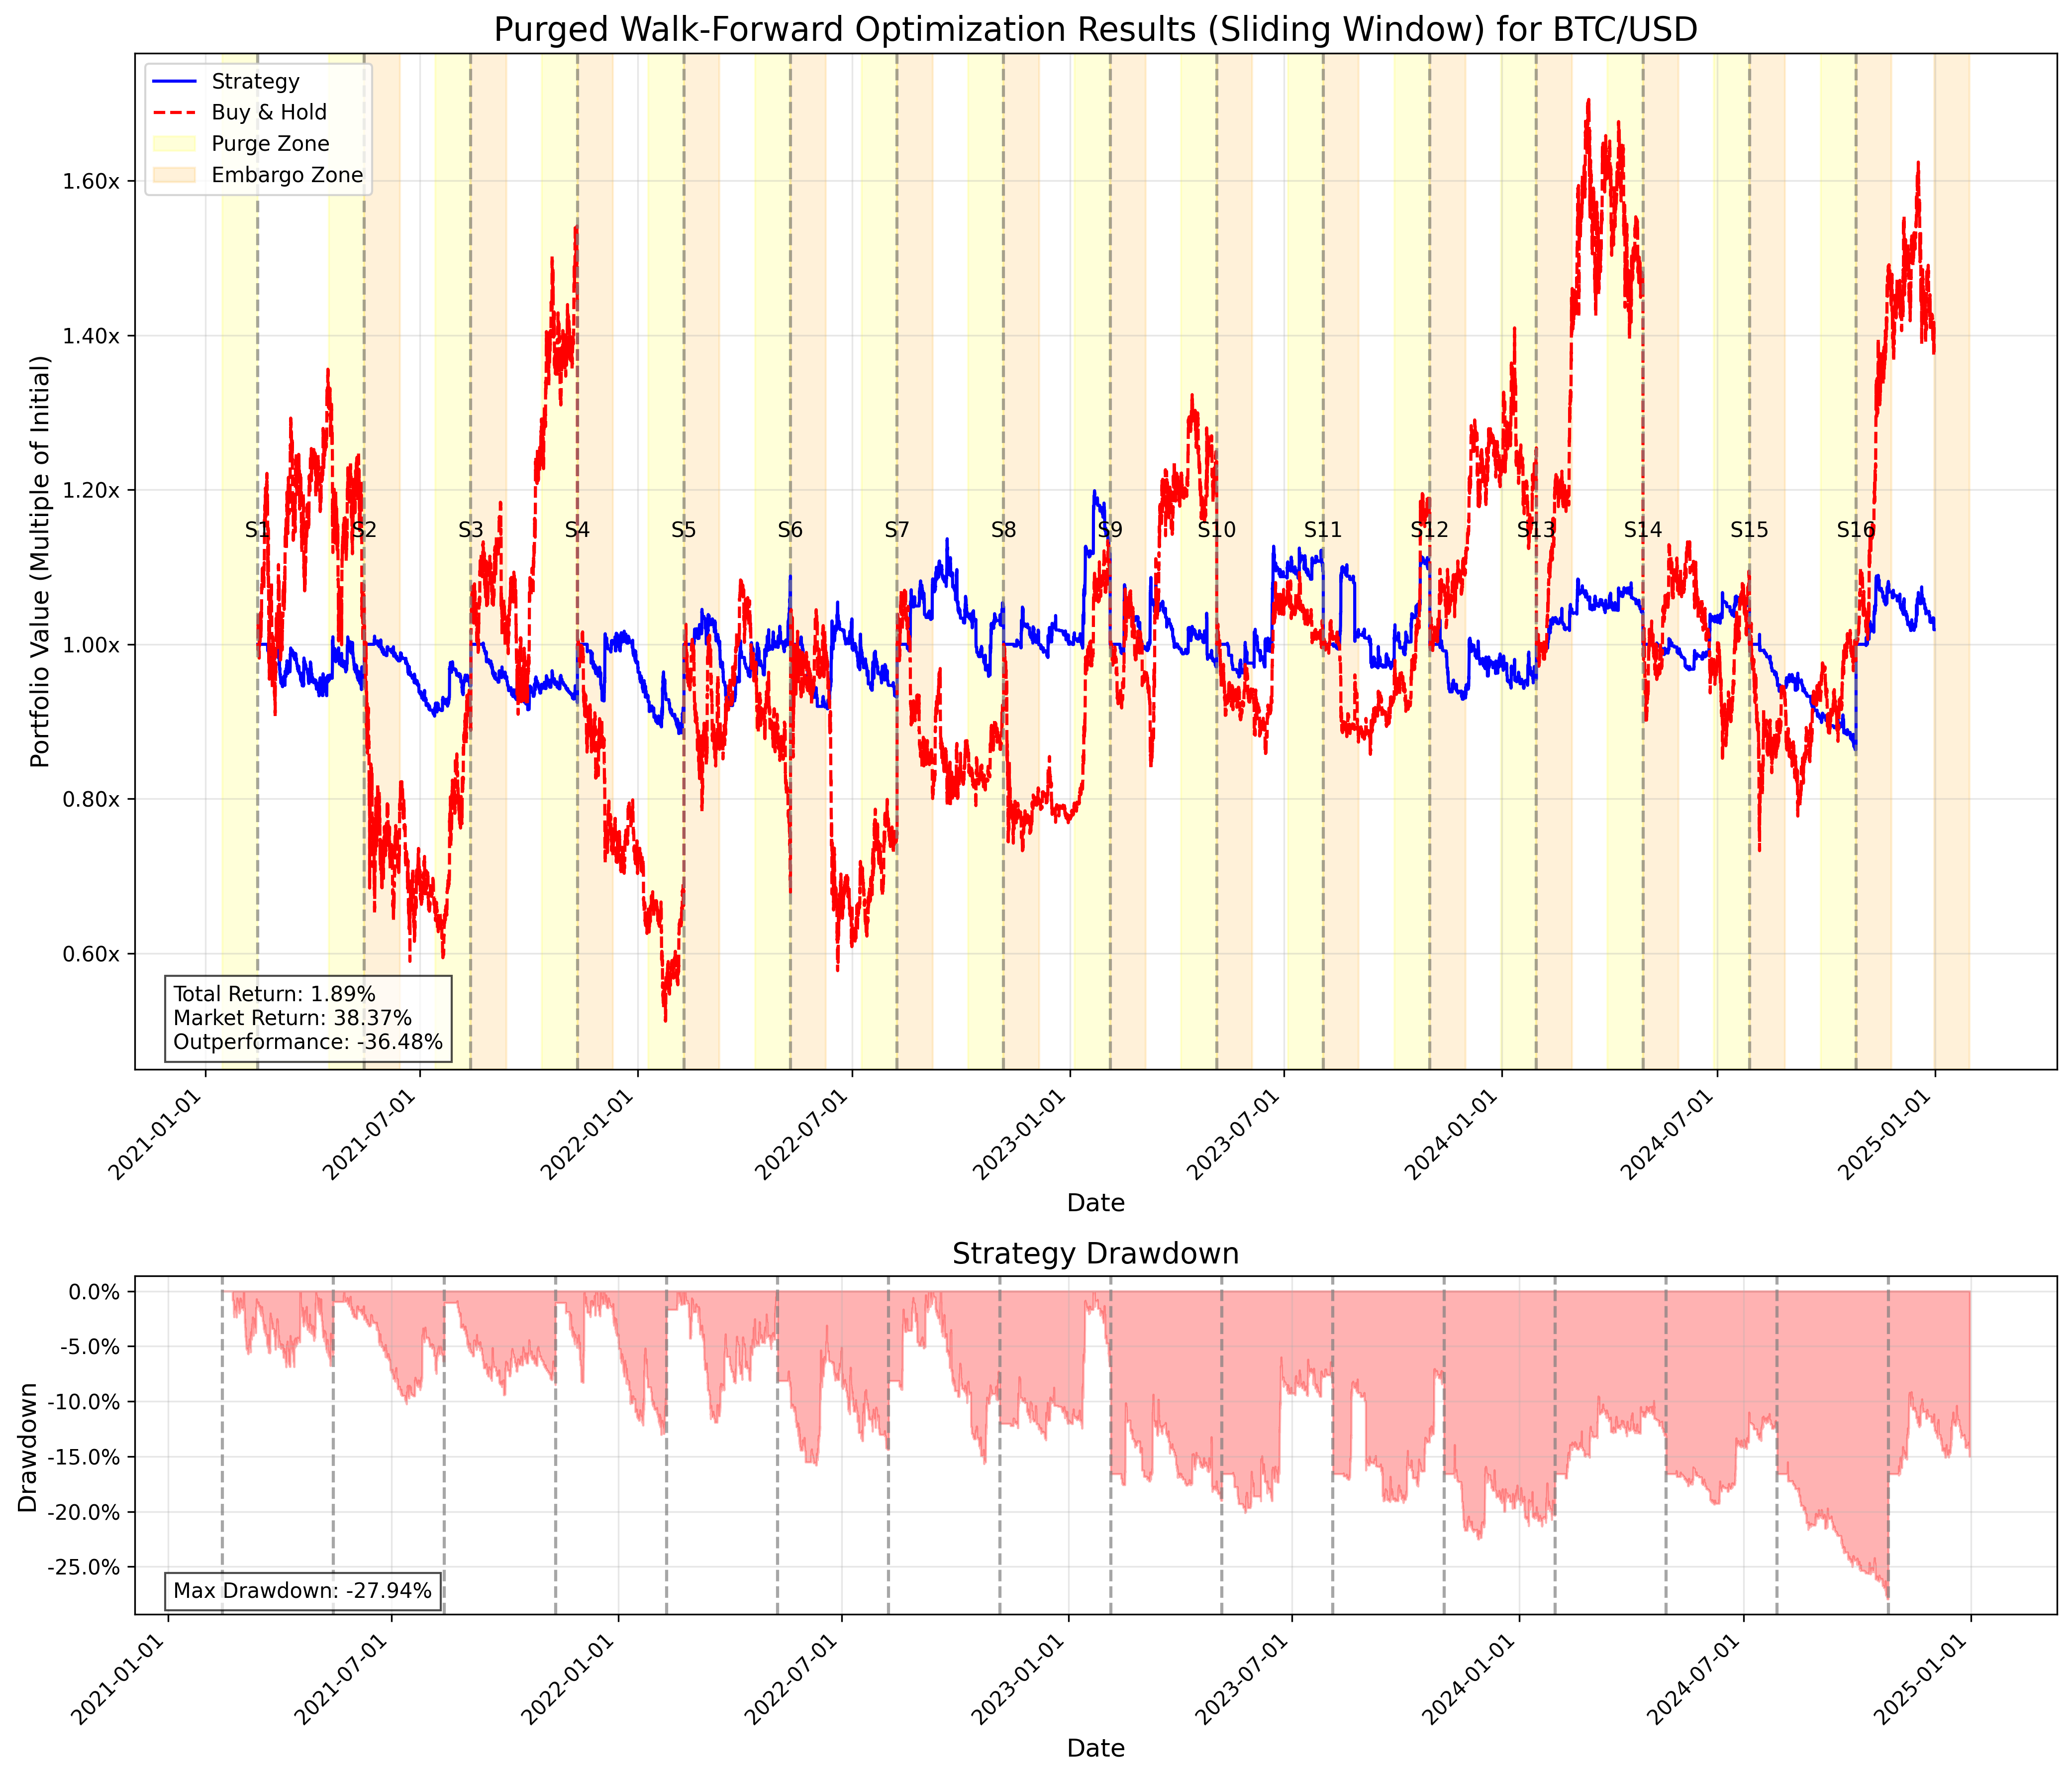 Purged Walk-Forward Optimization Results (Sliding Window) for BTC/USD
Strategy
Buy & Hold
Purge Zone
Embargo Zone
Portfolio Value (Multiple of Initial)
1.60x
1.40x
1.20x
1.00x
0.80x
0.60x
S1 S2 S3 S4 S5 S6 S7 S8 S9 S10 S11 S12 S13 S14 S15 S16
Total Return: 1.89%
Market Return: 38.37%
Outperformance: -36.48%
2021-01-01 2021-07-01 2022-01-01 2022-07-01 2023-01-01 2023-07-01 2024-01-01 2024-07-01 2025-01-01
Date
Strategy Drawdown
Drawdown
0.0%
-5.0%
-10.0%
-15.0%
-20.0%
-25.0%
Max Drawdown: -27.94%
2021-01-01 2021-07-01 2022-01-01 2022-07-01 2023-01-01 2023-07-01 2024-01-01 2024-07-01 2025-01-01
Date